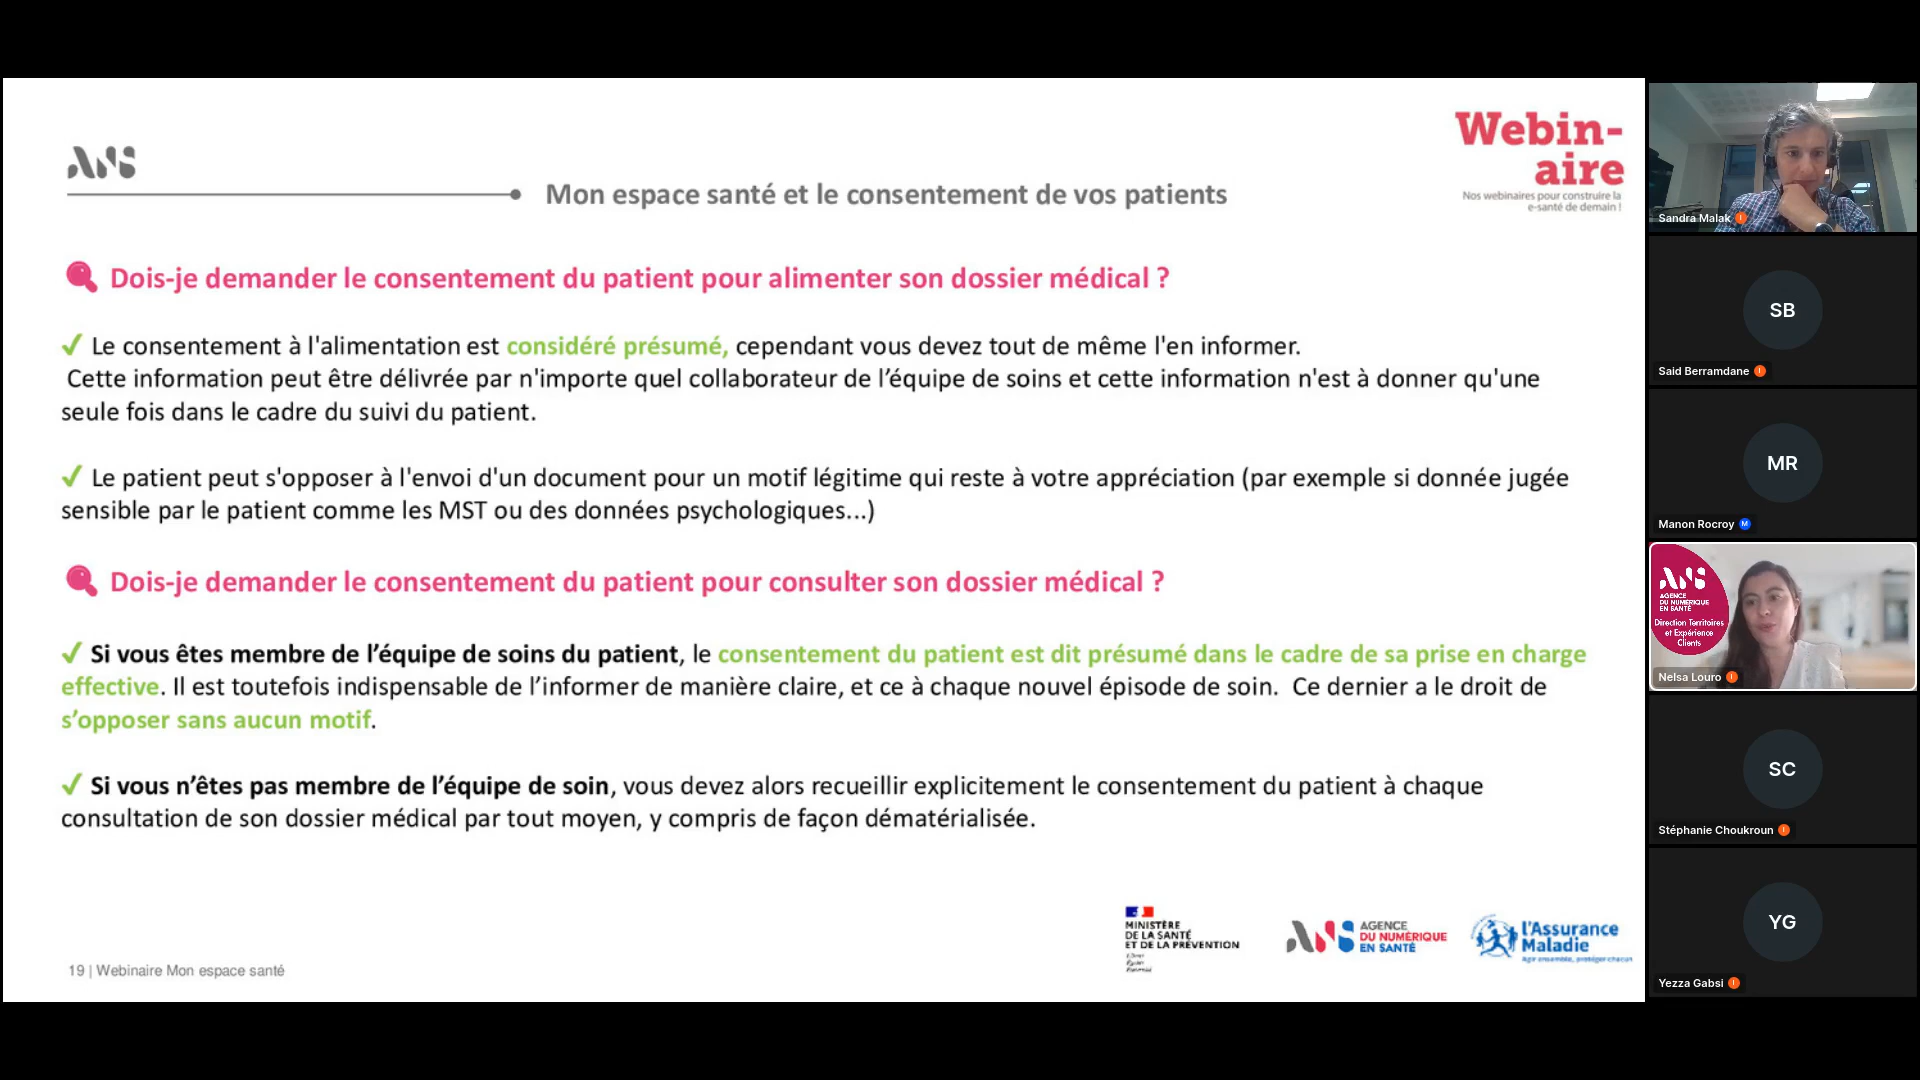 Webin-
aire
Nos webinaires pour construire la
e-santé de demain !
ANS
Mon espace santé et le consentement de vos patients
Dois-je demander le consentement du patient pour alimenter son dossier médical ?
Le consentement à l'alimentation est considéré présumé, cependant vous devez tout de même l'en informer.
Cette information peut être délivrée par n'importe quel collaborateur de l’équipe de soins et cette information n'est à donner qu'une
seule fois dans le cadre du suivi du patient.
Le patient peut s'opposer à l'envoi d'un document pour un motif légitime qui reste à votre appréciation (par exemple si donnée jugée
sensible par le patient comme les MST ou des données psychologiques...)
Dois-je demander le consentement du patient pour consulter son dossier médical ?
Si vous êtes membre de l’équipe de soins du patient, le consentement du patient est dit présumé dans le cadre de sa prise en charge
effective. Il est toutefois indispensable de l’informer de manière claire, et ce à chaque nouvel épisode de soin. Ce dernier a le droit de
s’opposer sans aucun motif.
Si vous n’êtes pas membre de l’équipe de soin, vous devez alors recueillir explicitement le consentement du patient à chaque
consultation de son dossier médical par tout moyen, y compris de façon dématérialisée.
19 | Webinaire Mon espace santé
MINISTÈRE
DE LA SANTÉ
ET DE LA PRÉVENTION
ANS
AGENCE
DU NUMÉRIQUE
EN SANTÉ
l'Assurance
Maladie
Agir ensemble, protéger chacun
Sandra Malak
SB
Said Berramdane
MR
Manon Rocroy
M
ANS
AGENCE
DU NUMÉRIQUE
EN SANTÉ
Direction Territoires
et Expérience
Clients
Nelsa Louro
SC
Stéphanie Choukroun
YG
Yezza Gabsi